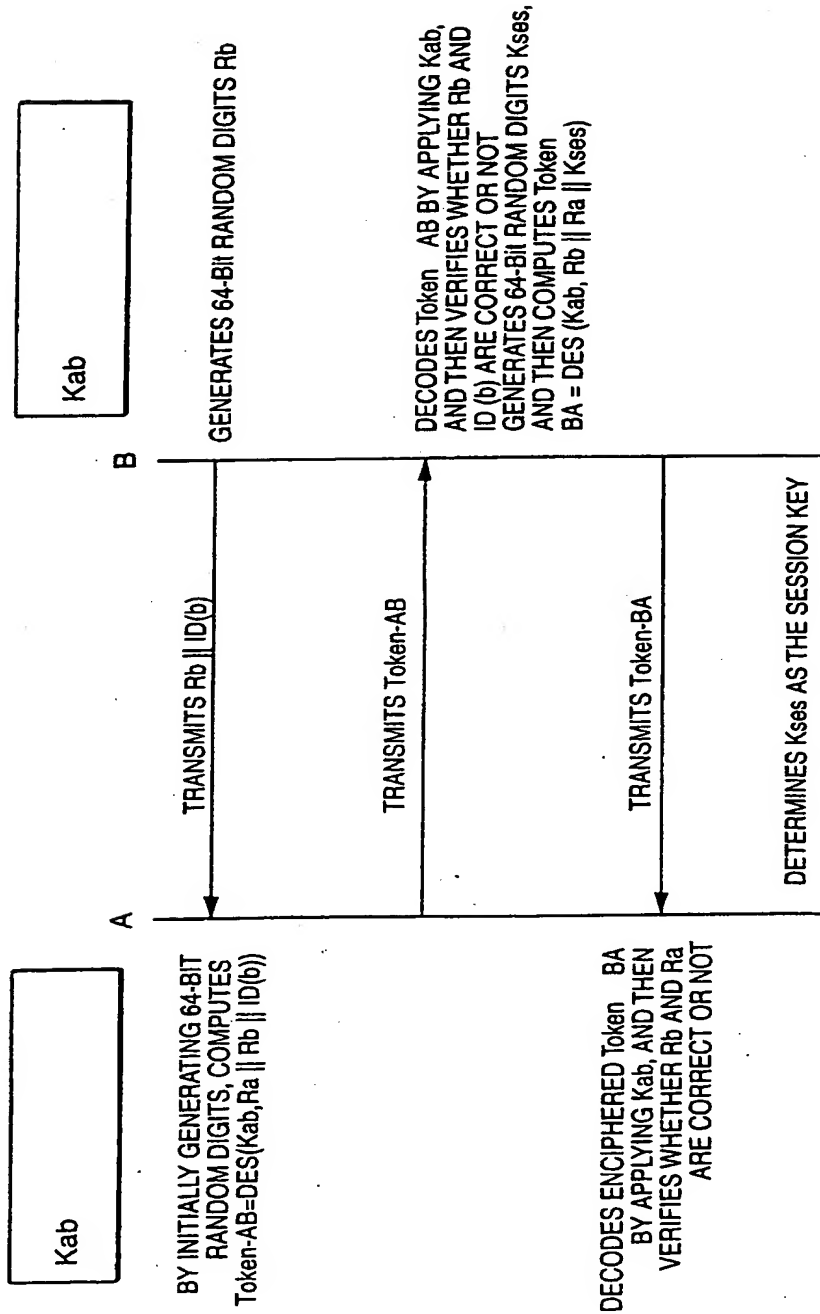 Kab
Kab
A
B
GENERATES 64-Bit RANDOM DIGITS Rb
TRANSMITS Rb || ID(b)
BY INITIALLY GENERATING 64-BIT
RANDOM DIGITS, COMPUTES
Token-AB=DES(Kab,Ra || Rb || ID(b))
TRANSMITS Token-AB
DECODES Token AB BY APPLYING Kab,
AND THEN VERIFIES WHETHER Rb AND
ID (b) ARE CORRECT OR NOT
GENERATES 64-Bit RANDOM DIGITS Kses,
AND THEN COMPUTES Token
BA = DES (Kab, Rb || Ra || Kses)
TRANSMITS Token-BA
DECODES ENCIPHERED Token BA
BY APPLYING Kab, AND THEN
VERIFIES WHETHER Rb AND Ra
ARE CORRECT OR NOT
DETERMINES Kses AS THE SESSION KEY